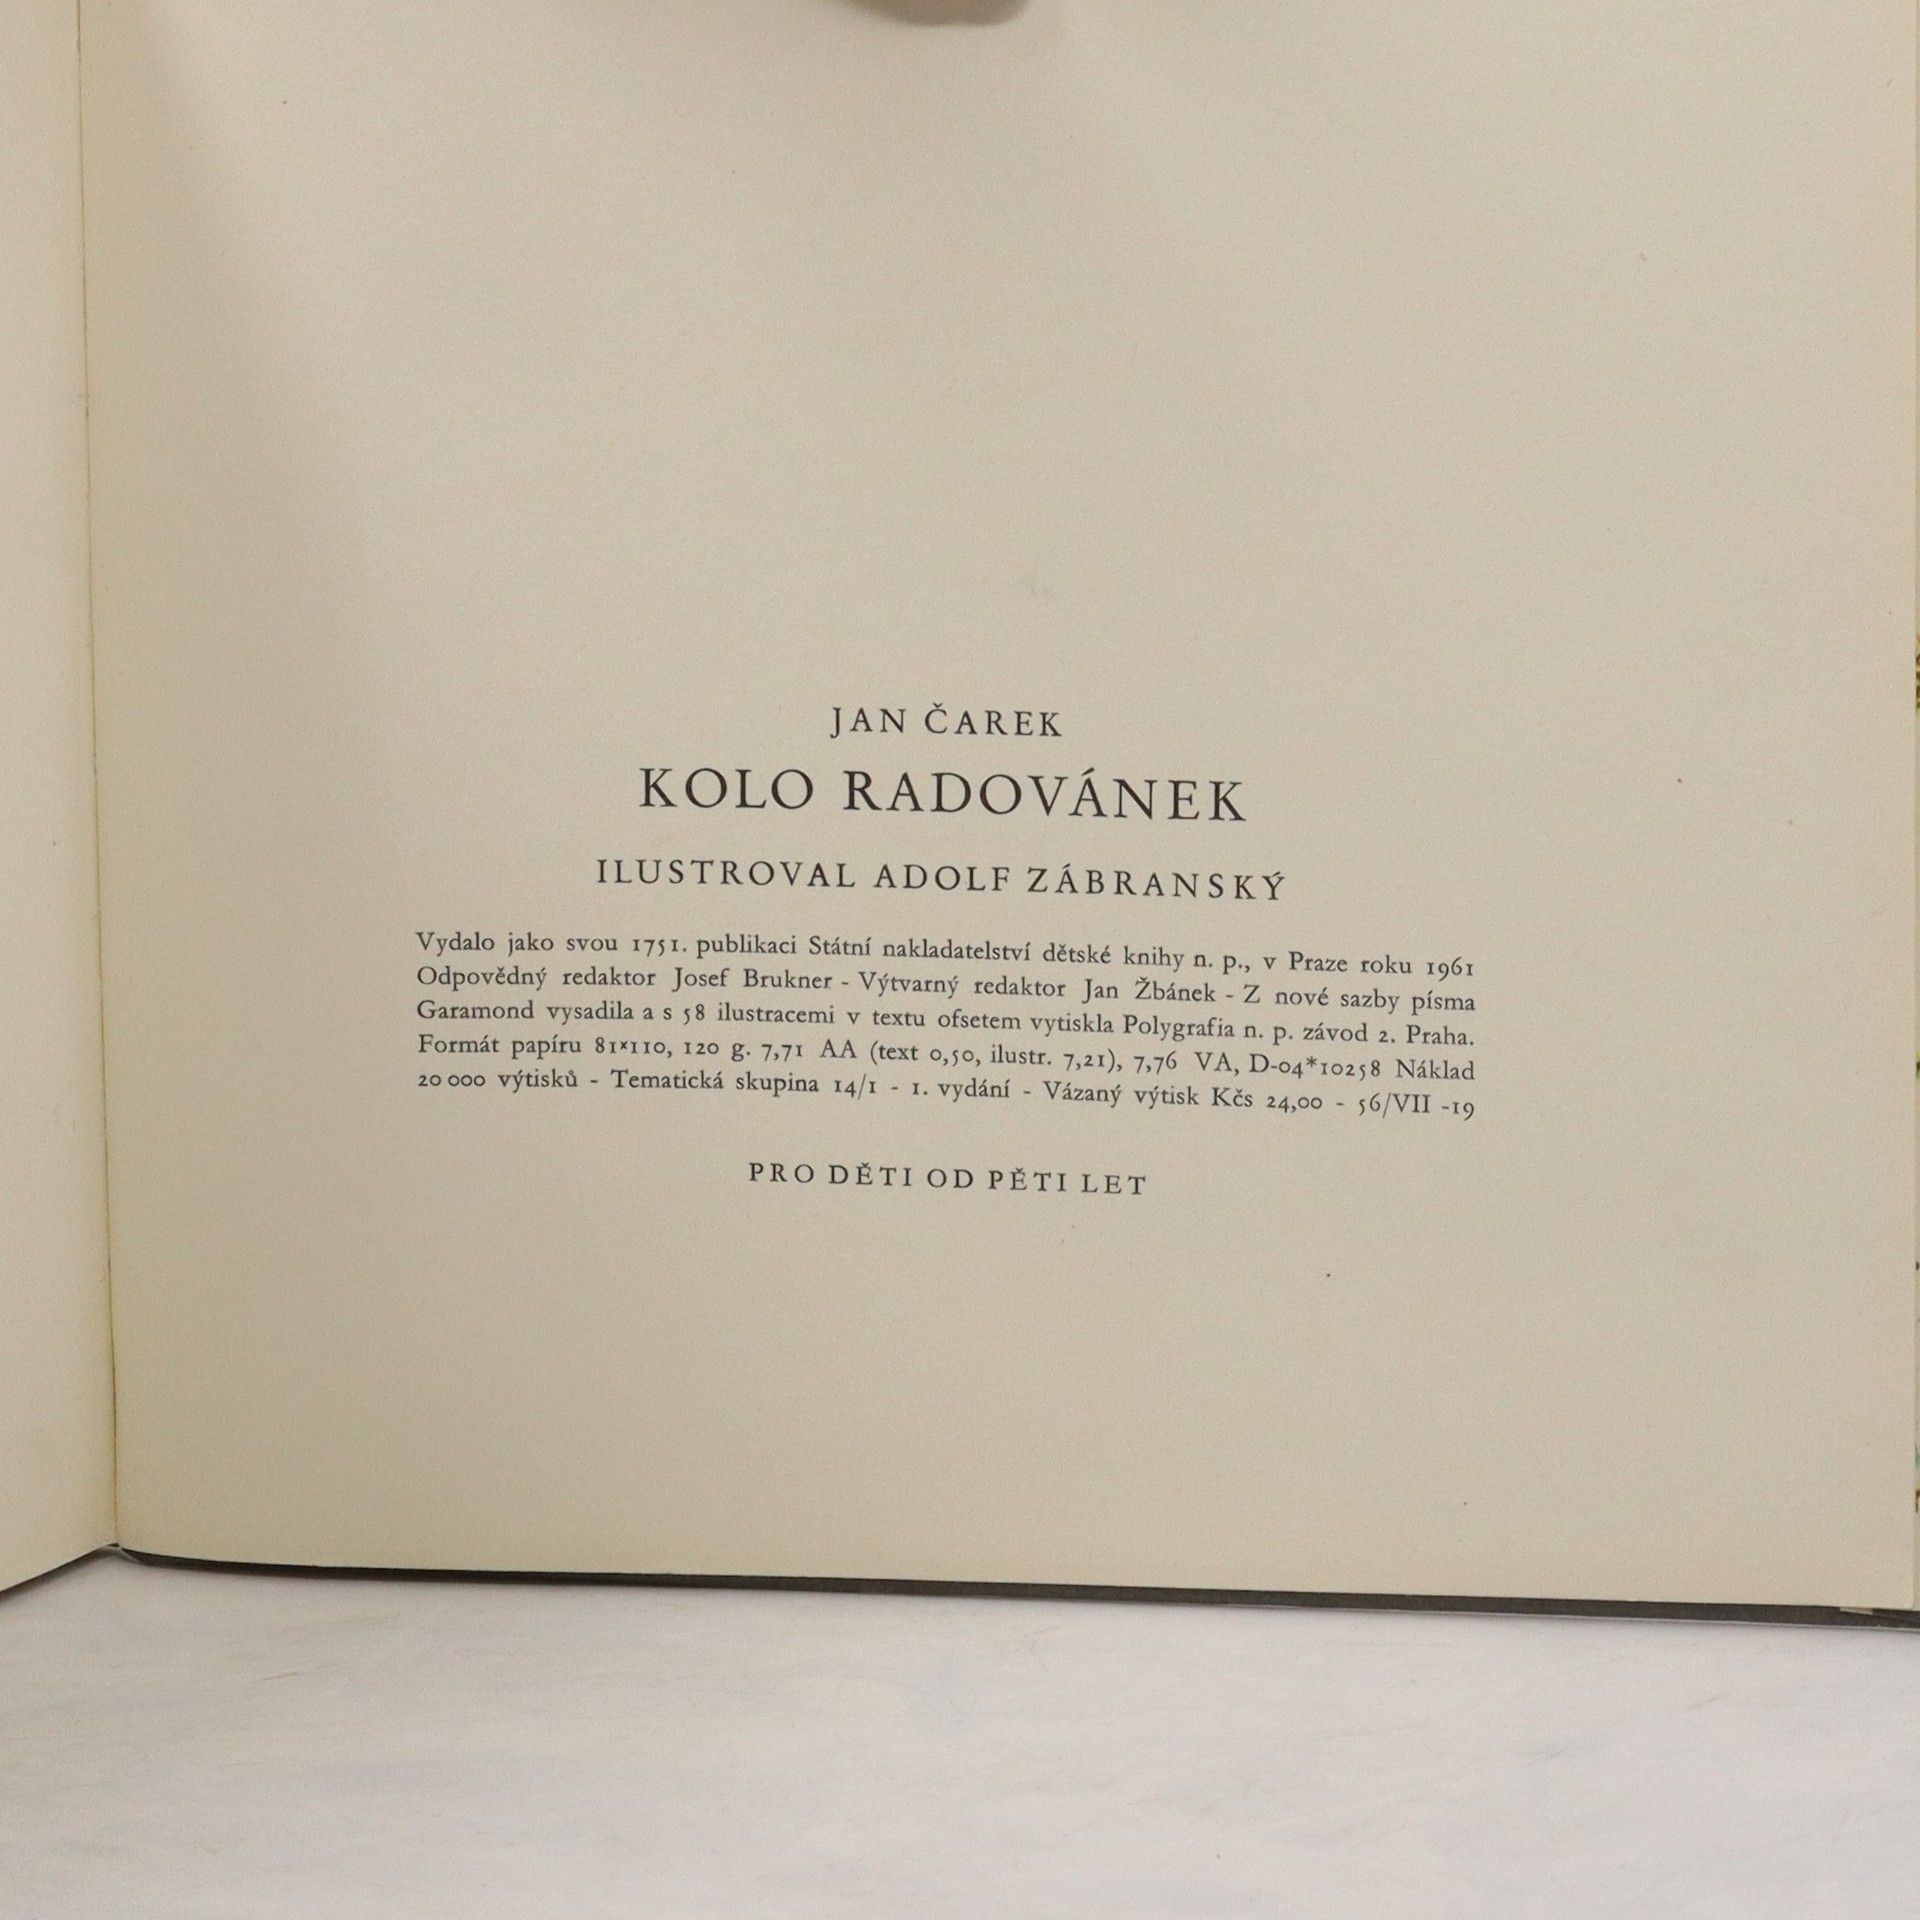 JAN ČAREK
KOLO RADOVÁNEK
ILUSTROVAL ADOLF ZÁBRANSKÝ
Vydalo jako svou 1751. publikaci Státní nakladatelství dětské knihy n. p., v Praze roku 1961
Odpovědný redaktor Josef Brukner - Výtvarný redaktor Jan Žbánek - Z nové sazby písma
Garamond vysadila a s 58 ilustracemi v textu ofsetem vytiskla Polygrafia n. p. závod 2. Praha.
Formát papíru 81×110, 120 g. 7,71 AA (text 0,50, ilustr. 7,21), 7,76 VA, D-04*10258 Náklad
20 000 výtisků - Tematická skupina 14/1 - 1. vydání - Vázaný výtisk Kčs 24,00 - 56/VII -19
PRO DĚTI OD PĚTI LET